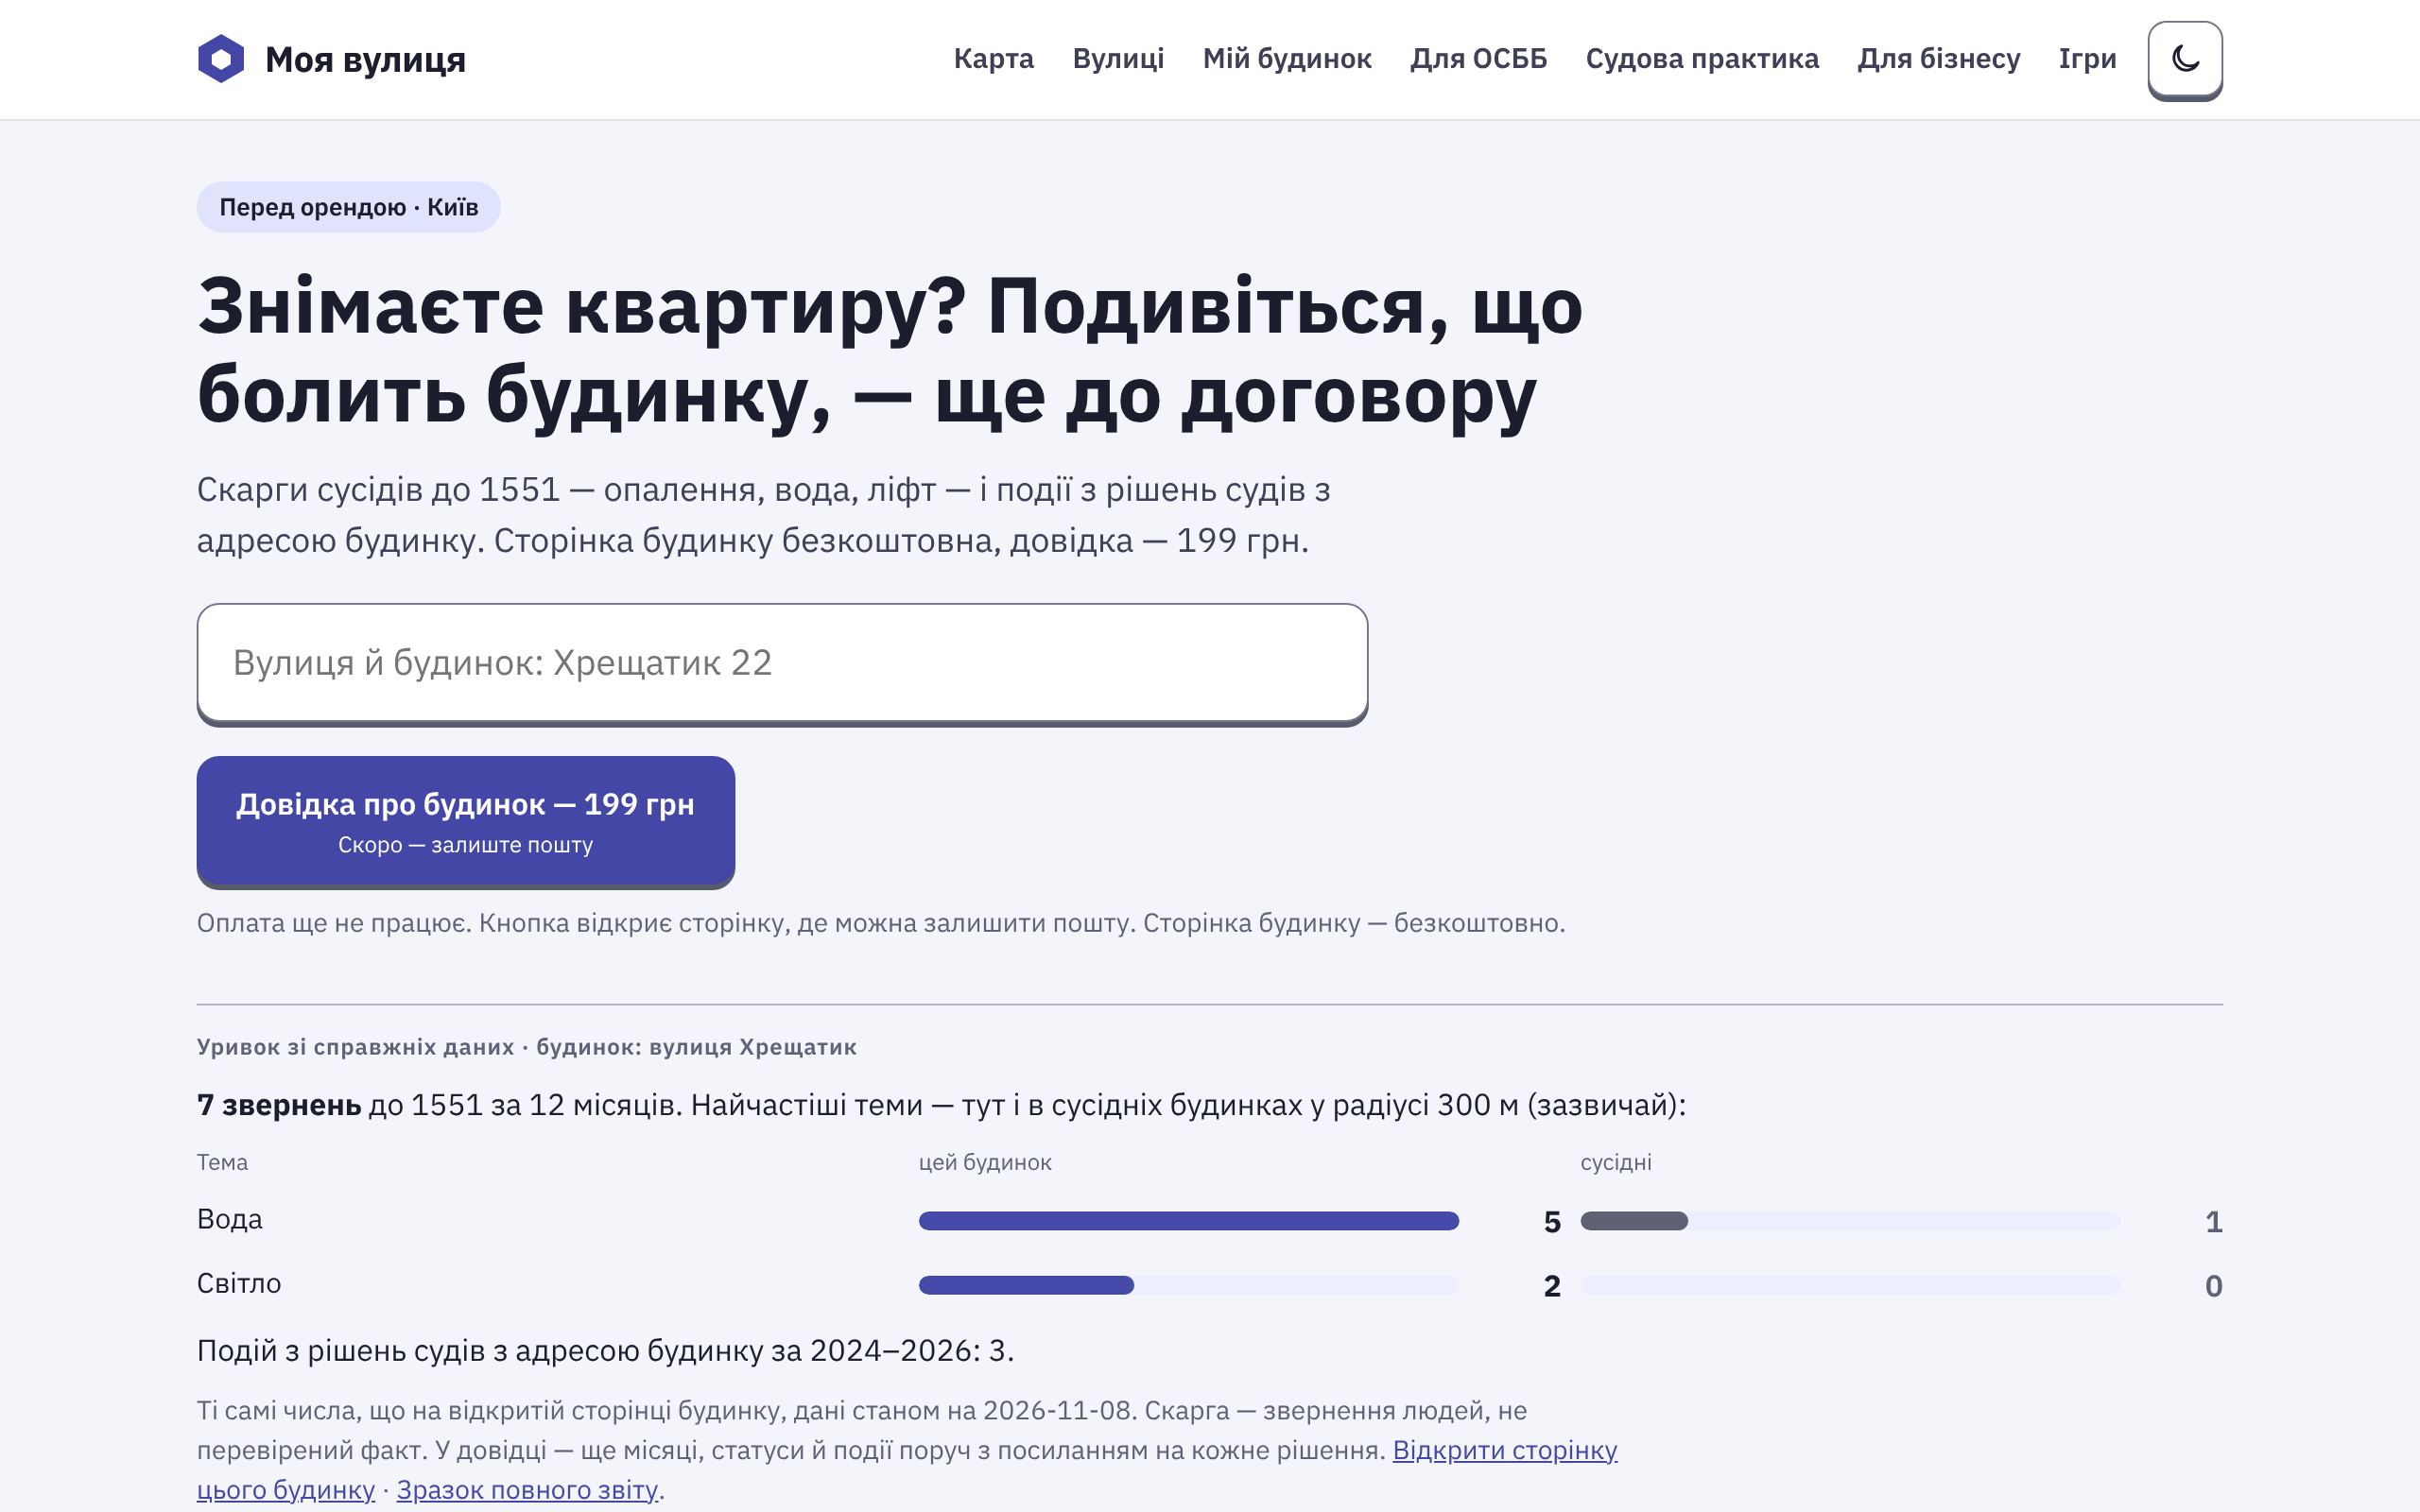 Моя вулиця
Карта Вулиці Мій будинок Для ОСББ Судова практика Для бізнесу Ігри
Перед орендою · Київ
Знімаєте квартиру? Подивіться, що
болить будинку, — ще до договору
Скарги сусідів до 1551 — опалення, вода, ліфт — і події з рішень судів з
адресою будинку. Сторінка будинку безкоштовна, довідка — 199 грн.
Вулиця й будинок: Хрещатик 22
Довідка про будинок — 199 грн
Скоро — залиште пошту
Оплата ще не працює. Кнопка відкриє сторінку, де можна залишити пошту. Сторінка будинку — безкоштовно.
Уривок зі справжніх даних · будинок: вулиця Хрещатик
7 звернень до 1551 за 12 місяців. Найчастіші теми — тут і в сусідніх будинках у радіусі 300 м (зазвичай):
Тема цей будинок сусідні
Вода 5 1
Світло 2 0
Подій з рішень судів з адресою будинку за 2024–2026: 3.
Ті самі числа, що на відкритій сторінці будинку, дані станом на 2026-11-08. Скарга — звернення людей, не
перевірений факт. У довідці — ще місяці, статуси й події поруч з посиланням на кожне рішення. Відкрити сторінку
цього будинку · Зразок повного звіту.